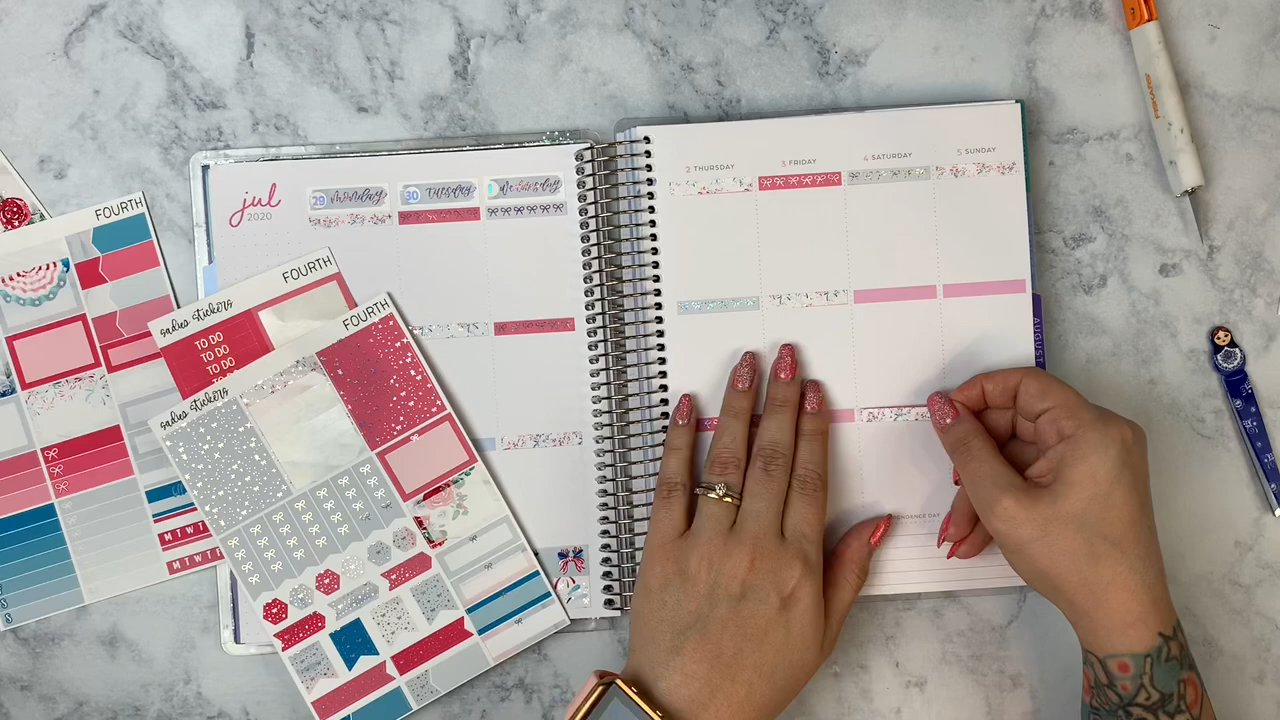 jul
2020
29 monday
30 TUESDAY
wednesday
2 THURSDAY
3 FRIDAY
4 SATURDAY
5 SUNDAY
AUGUST
FOURTH
FOURTH
sadies stickers
TO DO
TO DO
TO DO
FOURTH
sadies stickers